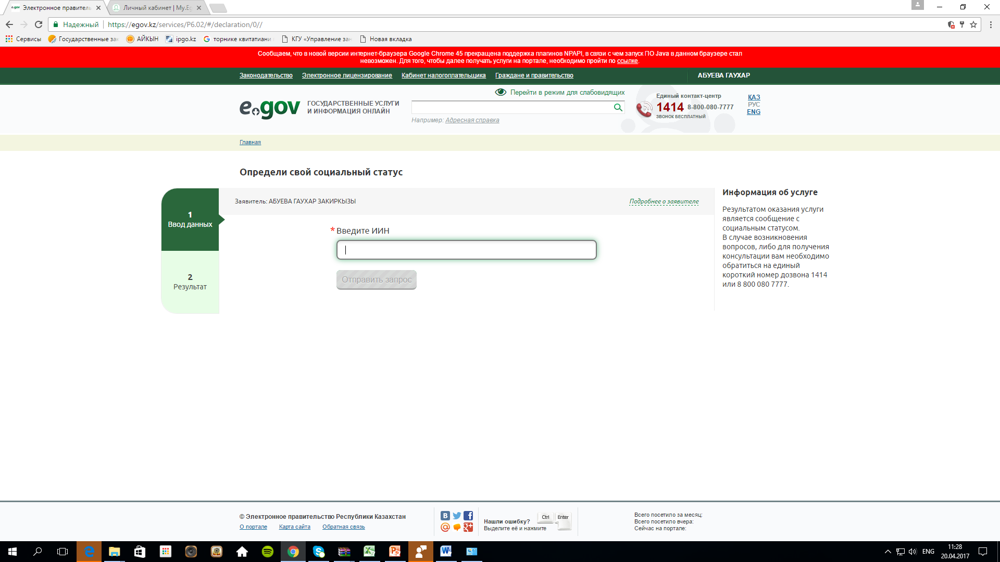 Электронное правитель
Личный кабинет | My.Eg
Надежный
https://egov.kz/services/P6.02/#/declaration/0//
Сервисы
Государственные зак
АЙКЫН
ipgo.kz
торнике квитатиани
КГУ «Управление зан
Новая вкладка
Сообщаем, что в новой версии интернет-браузера Google Chrome 45 прекращена поддержка плагинов NPAPI, в связи с чем запуск ПО Java в данном браузере стал
невозможен. Для того, чтобы далее получать услуги на портале, необходимо пройти по ссылке.
Законодательство
Электронное лицензирование
Кабинет налогоплательщика
Граждане и правительство
АБУЕВА ГАУХАР
Перейти в режим для слабовидящих
e.gov
ГОСУДАРСТВЕННЫЕ УСЛУГИ
И ИНФОРМАЦИЯ ОНЛАЙН
Например: Адресная справка
Единый контакт-центр
1414 8-800-080-7777
ЗВОНОК БЕСПЛАТНЫЙ
ҚАЗ
РУС
ENG
Главная
Определи свой социальный статус
1
Ввод данных
2
Результат
Заявитель: АБУЕВА ГАУХАР ЗАКИРКЫЗЫ
Подробнее о заявителе
* Введите ИИН
Отправить запрос
Информация об услуге
Результатом оказания услуги
является сообщение с
социальным статусом.
В случае возникновения
вопросов, либо для получения
консультации вам необходимо
обратиться на единый
короткий номер дозвона 1414
или 8 800 080 7777.
© Электронное правительство Республики Казахстан
О портале
Карта сайта
Обратная связь
Нашли ошибку?
Выделите её и нажмите
Ctrl
Enter
Всего посетило за месяц:
Всего посетило вчера:
Сейчас на портале:
ENG
11:28
20.04.2017